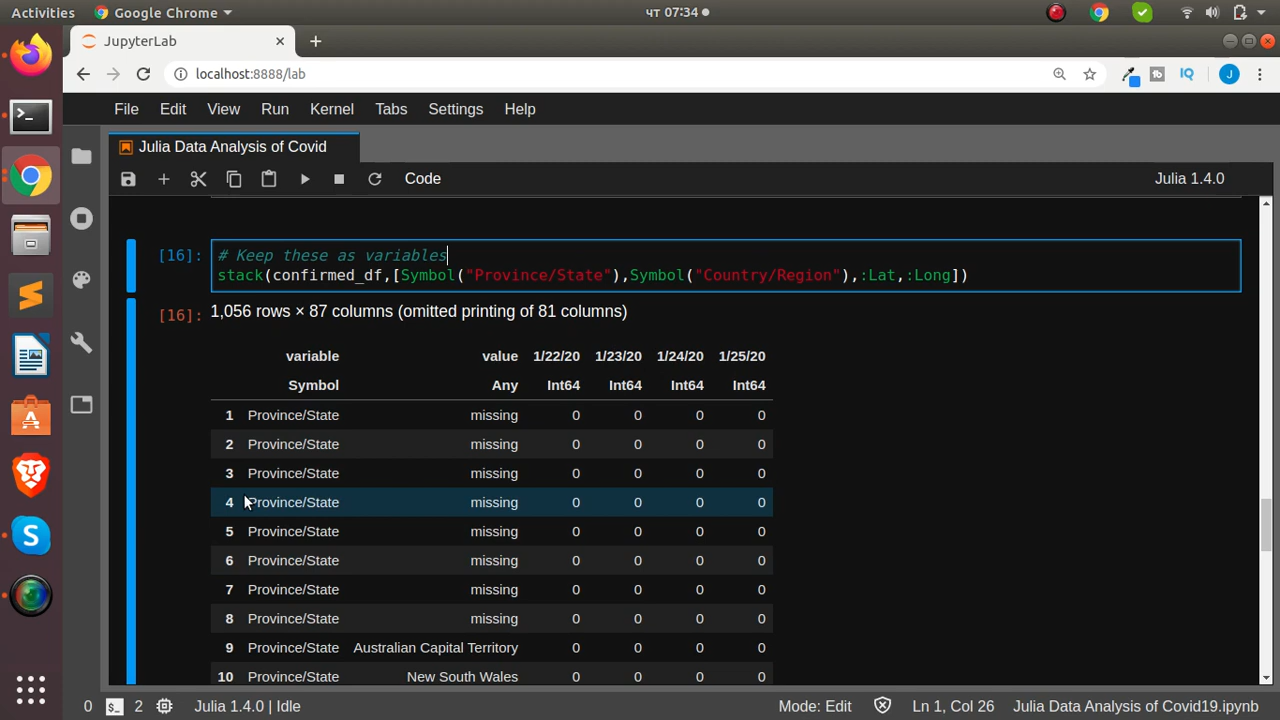 Activities Google Chrome чт 07:34
JupyterLab
localhost:8888/lab IQ J
File Edit View Run Kernel Tabs Settings Help
Julia Data Analysis of Covid
Code Julia 1.4.0
[16]: # Keep these as variables
stack(confirmed_df,[Symbol("Province/State"),Symbol("Country/Region"),:Lat,:Long])
[16]: 1,056 rows × 87 columns (omitted printing of 81 columns)
variable value 1/22/20 1/23/20 1/24/20 1/25/20
Symbol Any Int64 Int64 Int64 Int64
1 Province/State missing 0 0 0 0
2 Province/State missing 0 0 0 0
3 Province/State missing 0 0 0 0
4 Province/State missing 0 0 0 0
5 Province/State missing 0 0 0 0
6 Province/State missing 0 0 0 0
7 Province/State missing 0 0 0 0
8 Province/State missing 0 0 0 0
9 Province/State Australian Capital Territory 0 0 0 0
10 Province/State New South Wales 0 0 0 0
0 2 Julia 1.4.0 | Idle Mode: Edit Ln 1, Col 26 Julia Data Analysis of Covid19.ipynb